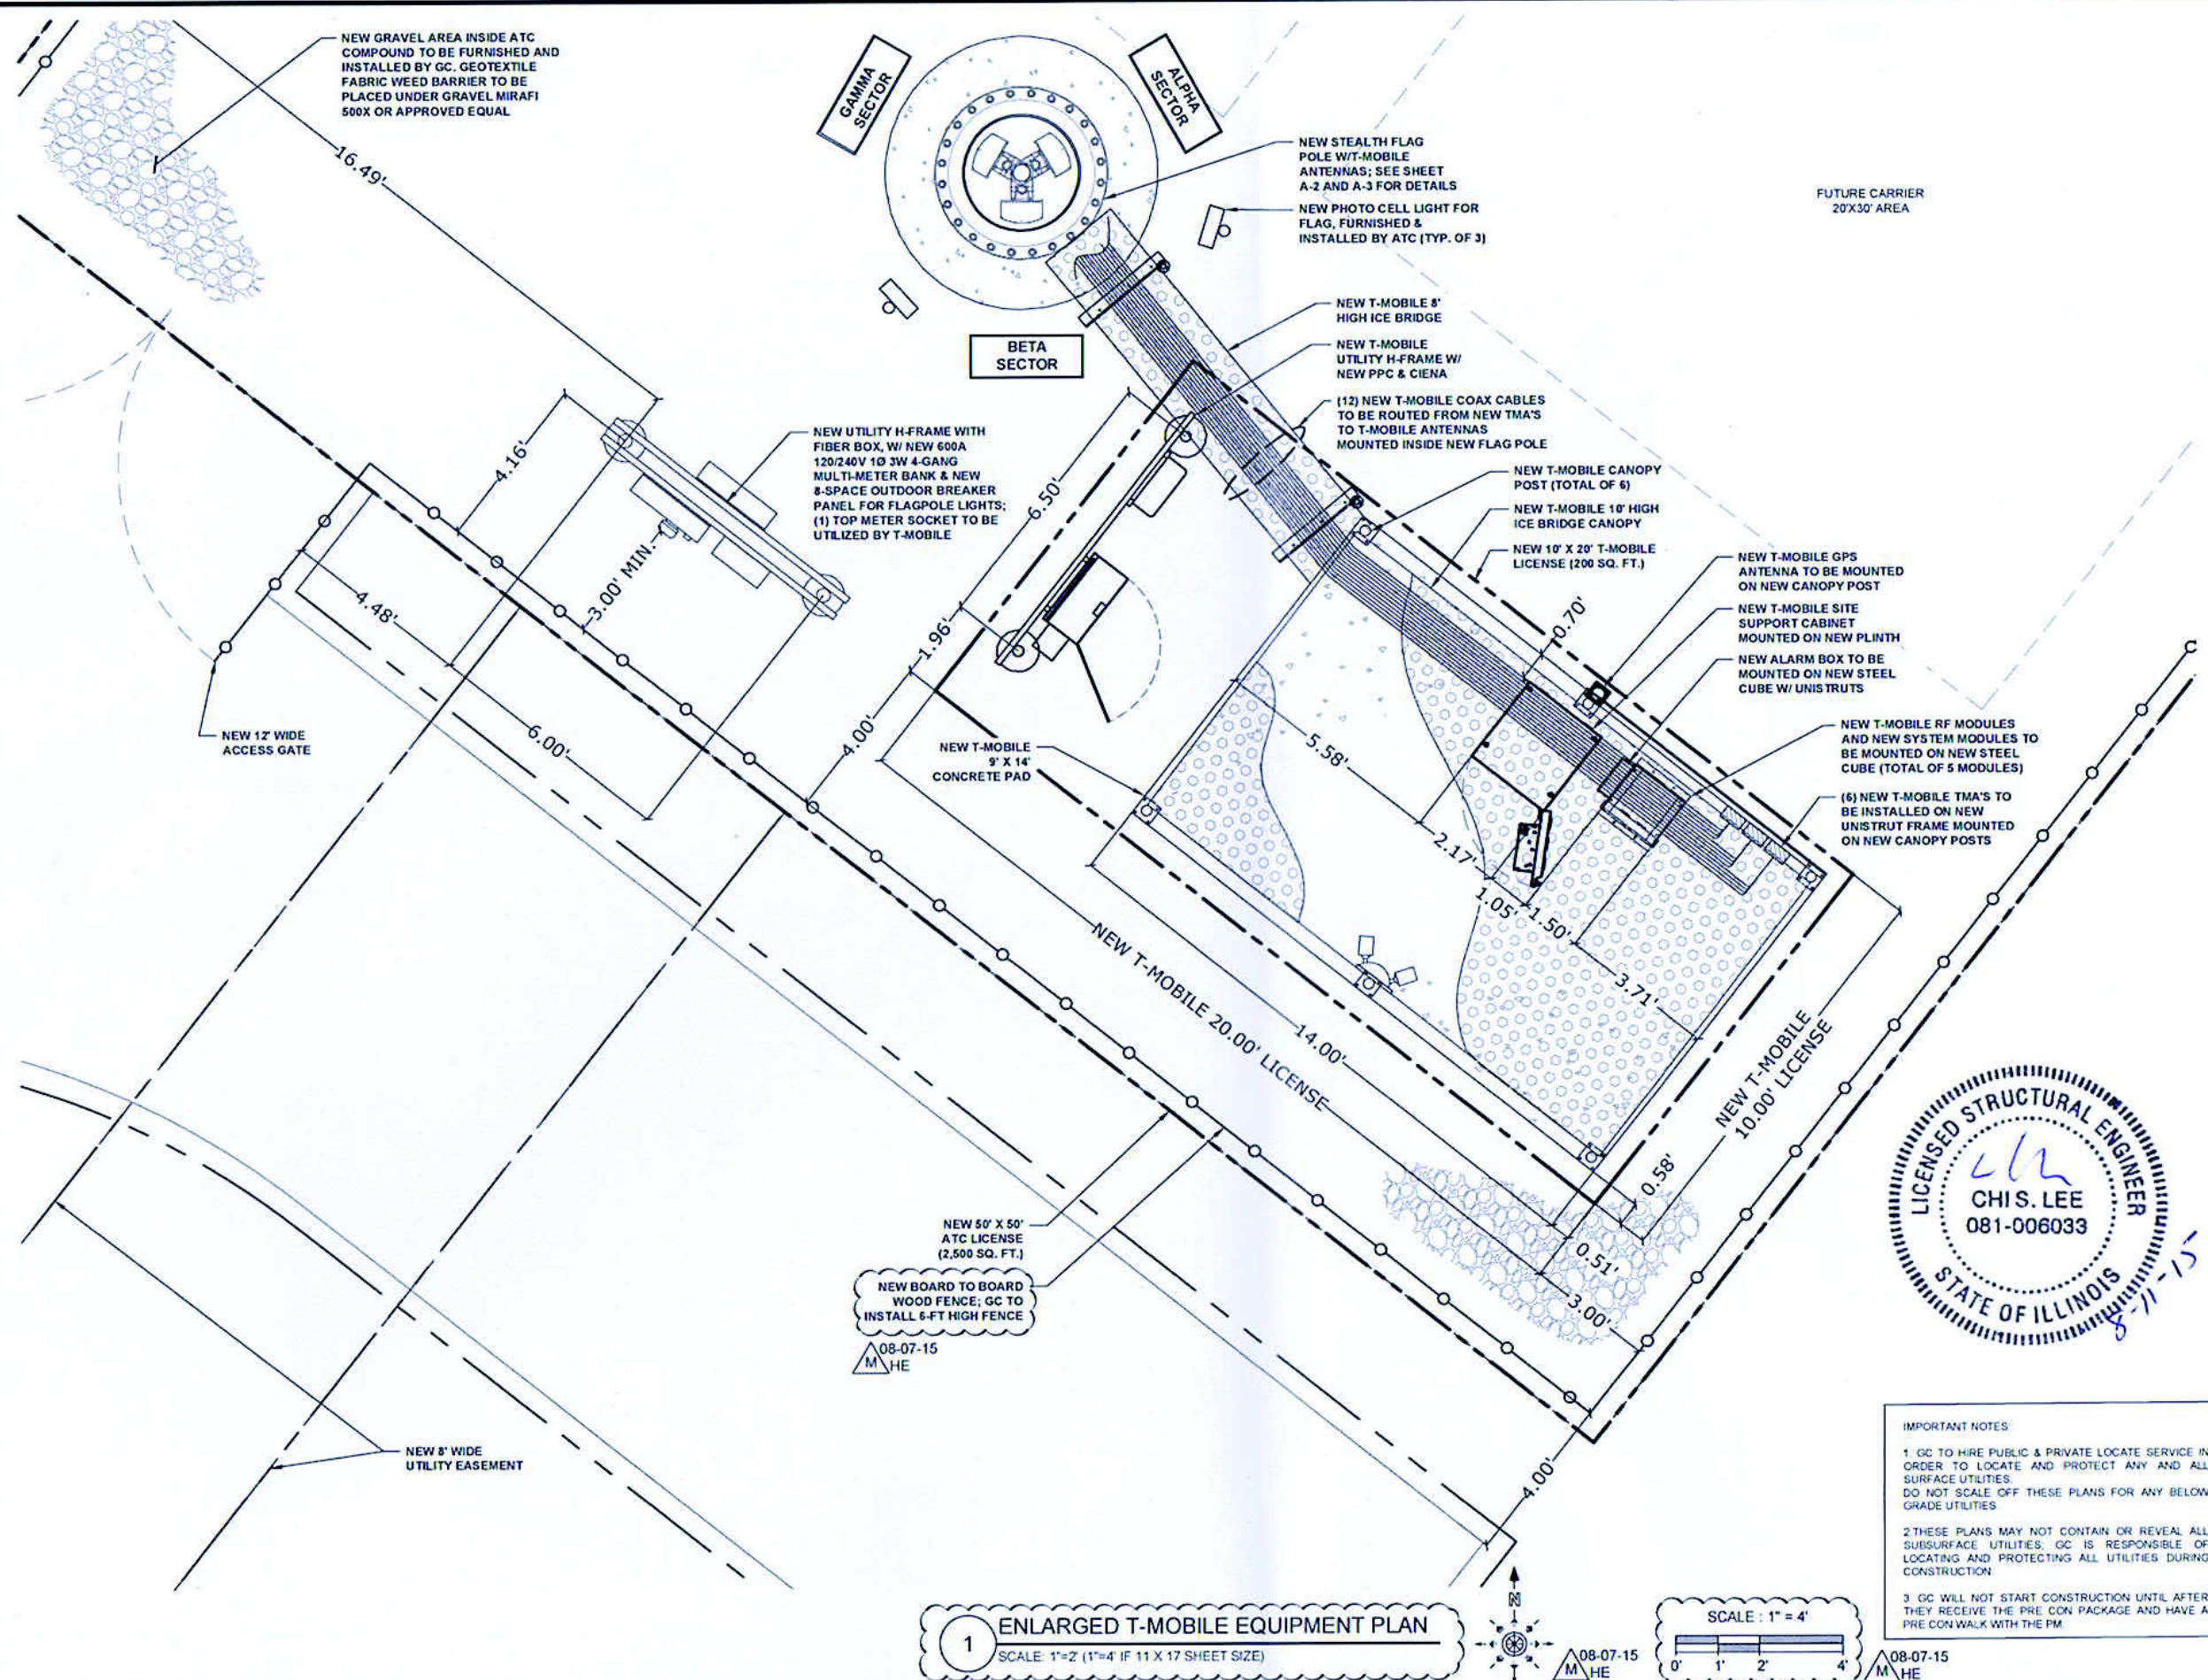 NEW GRAVEL AREA INSIDE ATC
COMPOUND TO BE FURNISHED AND
INSTALLED BY GC. GEOTEXTILE
FABRIC WEED BARRIER TO BE
PLACED UNDER GRAVEL MIRAFI
500X OR APPROVED EQUAL
16.49'
GAMMA
SECTOR
ALPHA
SECTOR
BETA
SECTOR
NEW STEALTH FLAG
POLE W/T-MOBILE
ANTENNAS; SEE SHEET
A-2 AND A-3 FOR DETAILS
NEW PHOTO CELL LIGHT FOR
FLAG, FURNISHED &
INSTALLED BY ATC (TYP. OF 3)
FUTURE CARRIER
20'X30' AREA
NEW T-MOBILE 8'
HIGH ICE BRIDGE
NEW T-MOBILE
UTILITY H-FRAME W/
NEW PPC & CIENA
(12) NEW T-MOBILE COAX CABLES
TO BE ROUTED FROM NEW TMA'S
TO T-MOBILE ANTENNAS
MOUNTED INSIDE NEW FLAG POLE
NEW T-MOBILE CANOPY
POST (TOTAL OF 6)
NEW T-MOBILE 10' HIGH
ICE BRIDGE CANOPY
NEW 10' X 20' T-MOBILE
LICENSE (200 SQ. FT.)
NEW T-MOBILE GPS
ANTENNA TO BE MOUNTED
ON NEW CANOPY POST
NEW T-MOBILE SITE
SUPPORT CABINET
MOUNTED ON NEW PLINTH
NEW ALARM BOX TO BE
MOUNTED ON NEW STEEL
CUBE W/ UNISTRUTS
NEW T-MOBILE RF MODULES
AND NEW SYSTEM MODULES TO
BE MOUNTED ON NEW STEEL
CUBE (TOTAL OF 5 MODULES)
(6) NEW T-MOBILE TMA'S TO
BE INSTALLED ON NEW
UNISTRUT FRAME MOUNTED
ON NEW CANOPY POSTS
NEW UTILITY H-FRAME WITH
FIBER BOX, W/ NEW 600A
120/240V 1Ø 3W 4-GANG
MULTI-METER BANK & NEW
8-SPACE OUTDOOR BREAKER
PANEL FOR FLAGPOLE LIGHTS;
(1) TOP METER SOCKET TO BE
UTILIZED BY T-MOBILE
4.16'
3.00' MIN.
4.48'
6.00'
6.50'
1.96'
4.00'
0.70'
5.58'
2.17'
1.05'
1.50'
3.71'
NEW 12' WIDE
ACCESS GATE
NEW T-MOBILE
9' X 14'
CONCRETE PAD
NEW T-MOBILE 20.00' LICENSE
14.00'
NEW T-MOBILE
10.00' LICENSE
0.58'
0.51'
3.00'
4.00'
NEW 50' X 50'
ATC LICENSE
(2,500 SQ. FT.)
NEW BOARD TO BOARD
WOOD FENCE; GC TO
INSTALL 6-FT HIGH FENCE
M 08-07-15
HE
NEW 8' WIDE
UTILITY EASEMENT
LICENSED STRUCTURAL ENGINEER
CHI S. LEE
081-006033
STATE OF ILLINOIS
8-11-15
IMPORTANT NOTES:
1. GC TO HIRE PUBLIC & PRIVATE LOCATE SERVICE IN
ORDER TO LOCATE AND PROTECT ANY AND ALL
SURFACE UTILITIES.
DO NOT SCALE OFF THESE PLANS FOR ANY BELOW
GRADE UTILITIES
2.THESE PLANS MAY NOT CONTAIN OR REVEAL ALL
SUBSURFACE UTILITIES; GC IS RESPONSIBLE OF
LOCATING AND PROTECTING ALL UTILITIES DURING
CONSTRUCTION
3. GC WILL NOT START CONSTRUCTION UNTIL AFTER
THEY RECEIVE THE PRE CON PACKAGE AND HAVE A
PRE CON WALK WITH THE PM.
1 ENLARGED T-MOBILE EQUIPMENT PLAN
SCALE: 1"=2' (1"=4' IF 11 X 17 SHEET SIZE)
N
M 08-07-15
HE
SCALE : 1" = 4'
0' 1' 2' 4'
M 08-07-15
HE